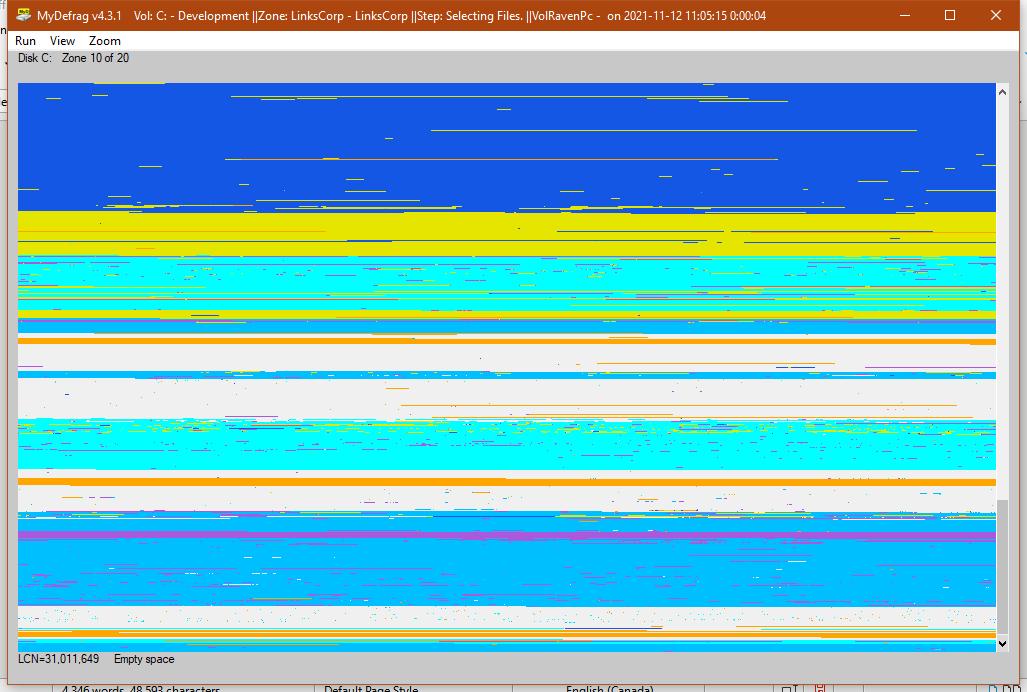 MyDefrag v4.3.1 Vol: C: - Development ||Zone: LinksCorp - LinksCorp ||Step: Selecting Files. ||VolRavenPc - on 2021-11-12 11:05:15 0:00:04
Run View Zoom
Disk C: Zone 10 of 20
LCN=31,011,649 Empty space
4,346 words, 48,593 characters Default Page Style English (Canada)